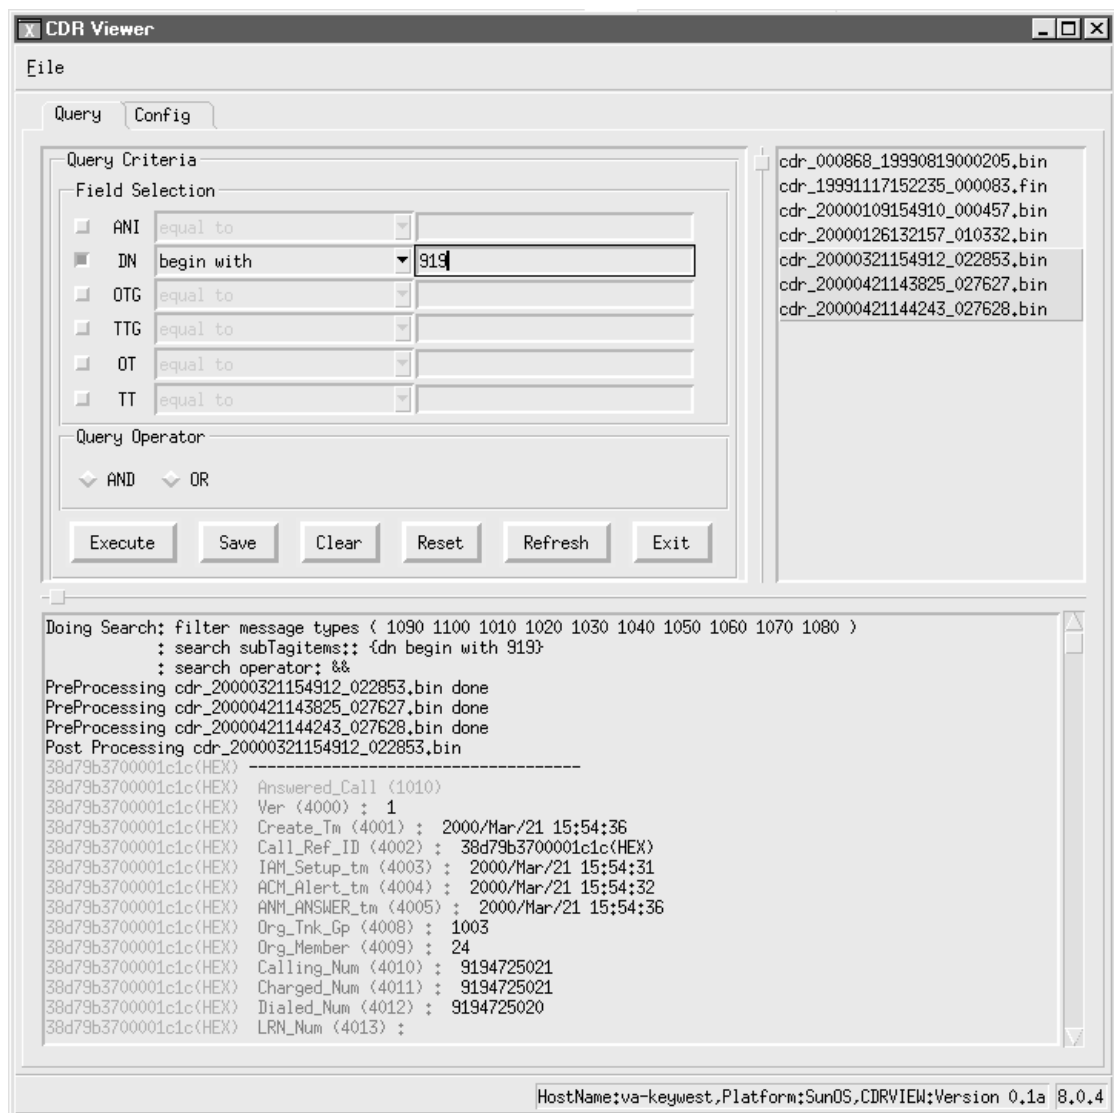 X CDR Viewer
File
Query Config
Query Criteria
Field Selection
ANI equal to
DN begin with 919
OTG equal to
TTG equal to
OT equal to
TT equal to
Query Operator
AND OR
Execute Save Clear Reset Refresh Exit
cdr_000868_19990819000205.bin
cdr_19991117152235_000083.fin
cdr_20000109154910_000457.bin
cdr_20000126132157_010332.bin
cdr_20000321154912_022853.bin
cdr_20000421143825_027627.bin
cdr_20000421144243_027628.bin
Doing Search: filter message types ( 1090 1100 1010 1020 1030 1040 1050 1060 1070 1080 )
: search subTagitems:: {dn begin with 919}
: search operator: &&
PreProcessing cdr_20000321154912_022853.bin done
PreProcessing cdr_20000421143825_027627.bin done
PreProcessing cdr_20000421144243_027628.bin done
Post Processing cdr_20000321154912_022853.bin
38d79b3700001c1c(HEX) ------------------------------------
38d79b3700001c1c(HEX) Answered_Call (1010)
38d79b3700001c1c(HEX) Ver (4000) : 1
38d79b3700001c1c(HEX) Create_Tm (4001) : 2000/Mar/21 15:54:36
38d79b3700001c1c(HEX) Call_Ref_ID (4002) : 38d79b3700001c1c(HEX)
38d79b3700001c1c(HEX) IAM_Setup_tm (4003) : 2000/Mar/21 15:54:31
38d79b3700001c1c(HEX) ACM_Alert_tm (4004) : 2000/Mar/21 15:54:32
38d79b3700001c1c(HEX) ANM_ANSWER_tm (4005) : 2000/Mar/21 15:54:36
38d79b3700001c1c(HEX) Org_Tnk_Gp (4008) : 1003
38d79b3700001c1c(HEX) Org_Member (4009) : 24
38d79b3700001c1c(HEX) Calling_Num (4010) : 9194725021
38d79b3700001c1c(HEX) Charged_Num (4011) : 9194725021
38d79b3700001c1c(HEX) Dialed_Num (4012) : 9194725020
38d79b3700001c1c(HEX) LRN_Num (4013) :
HostName:va-keywest,Platform:SunOS,CDRVIEW:Version 0.1a 8.0.4